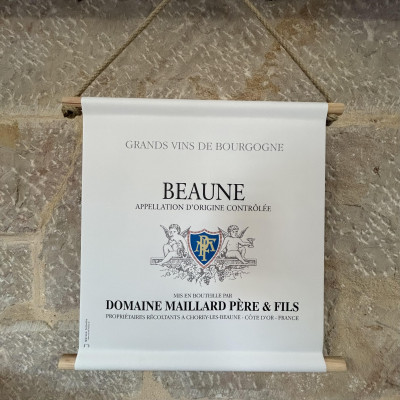 GRANDS VINS DE BOURGOGNE
BEAUNE
APPELLATION D'ORIGINE CONTRÔLÉE
MIS EN BOUTEILLE PAR
DOMAINE MAILLARD PÈRE & FILS
PROPRIÉTAIRES RÉCOLTANTS A CHOREY-LES-BEAUNE - CÔTE D'OR - FRANCE